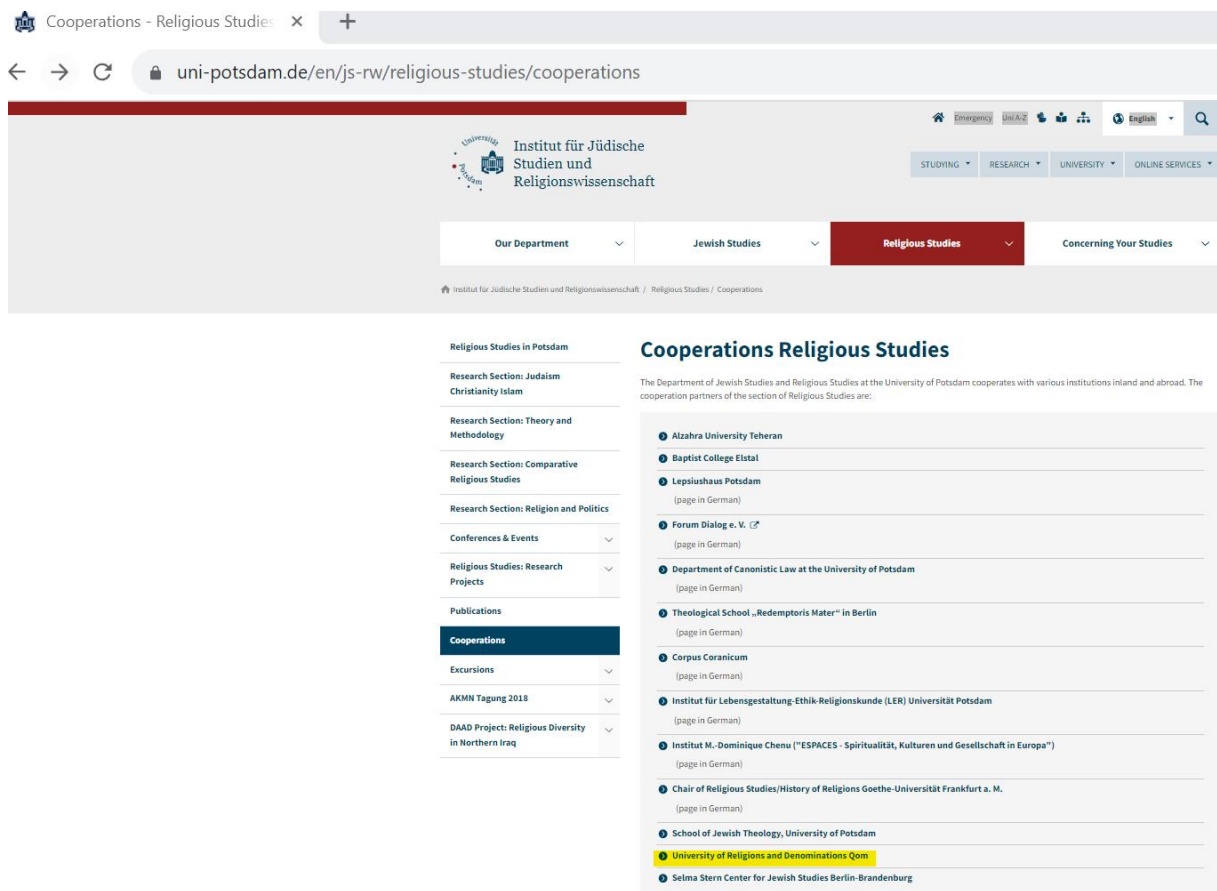 Cooperations - Religious Studies
uni-potsdam.de/en/js-rw/religious-studies/cooperations
Emergency Uni A-Z English
Universität
Potsdam
Institut für Jüdische
Studien und
Religionswissenschaft
STUDYING RESEARCH UNIVERSITY ONLINE SERVICES
Our Department Jewish Studies Religious Studies Concerning Your Studies
Institut für Jüdische Studien und Religionswissenschaft / Religious Studies / Cooperations
Religious Studies in Potsdam
Research Section: Judaism
Christianity Islam
Research Section: Theory and
Methodology
Research Section: Comparative
Religious Studies
Research Section: Religion and Politics
Conferences & Events
Religious Studies: Research
Projects
Publications
Cooperations
Excursions
AKMN Tagung 2018
DAAD Project: Religious Diversity
in Northern Iraq
Cooperations Religious Studies
The Department of Jewish Studies and Religious Studies at the University of Potsdam cooperates with various institutions inland and abroad. The
cooperation partners of the section of Religious Studies are:
Alzahra University Teheran
Baptist College Elstal
Lepsiushaus Potsdam
(page in German)
Forum Dialog e. V.
(page in German)
Department of Canonistic Law at the University of Potsdam
(page in German)
Theological School „Redemptoris Mater“ in Berlin
(page in German)
Corpus Coranicum
(page in German)
Institut für Lebensgestaltung-Ethik-Religionskunde (LER) Universität Potsdam
(page in German)
Institut M.-Dominique Chenu ("ESPACES - Spiritualität, Kulturen und Gesellschaft in Europa")
(page in German)
Chair of Religious Studies/History of Religions Goethe-Universität Frankfurt a. M.
(page in German)
School of Jewish Theology, University of Potsdam
University of Religions and Denominations Qom
Selma Stern Center for Jewish Studies Berlin-Brandenburg